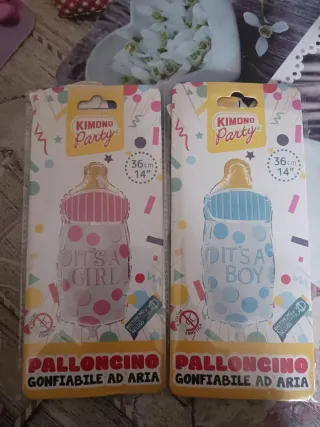 KIMONO
Party
36cm
14"
IT'S A
GIRL
PALLONCINO
GONFIABILE AD ARIA
KIMONO
Party
36cm
14"
IT'S A
BOY
PALLONCINO
GONFIABILE AD ARIA